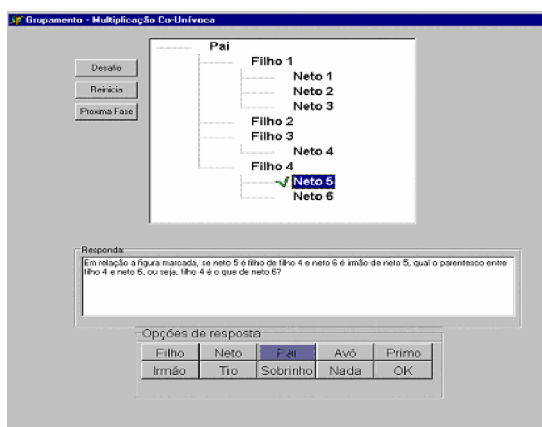 Grupamento - Multiplicação Co-Unívoca
Desafio
Reinicia
Proxima Fase
Pai
Filho 1
Neto 1
Neto 2
Neto 3
Filho 2
Filho 3
Neto 4
Filho 4
Neto 5
Neto 6
Responda:
Em relação a figura marcada, se neto 5 é filho de filho 4 e neto 6 é irmão de neto 5, qual o parentesco entre
filho 4 e neto 6, ou seja, filho 4 é o que de neto 6?
Opções de resposta
Filho Neto Pai Avó Primo
Irmão Tio Sobrinho Nada OK